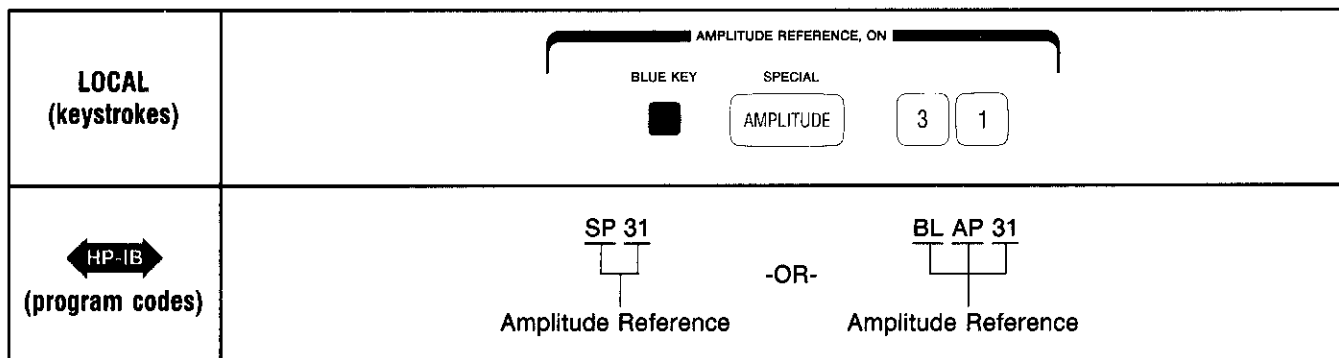 LOCAL
(keystrokes)
AMPLITUDE REFERENCE, ON
BLUE KEY SPECIAL
AMPLITUDE 3 1
HP-IB
(program codes)
SP 31 -OR- BL AP 31
Amplitude Reference Amplitude Reference